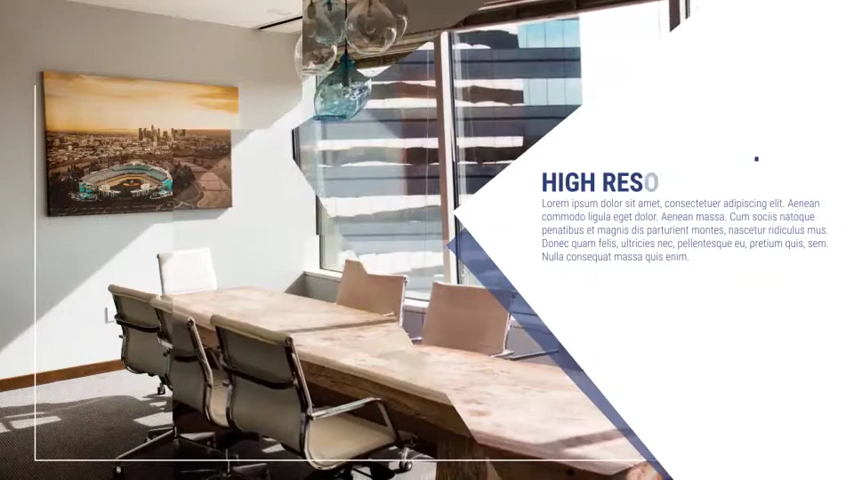 HIGH RESO
Lorem ipsum dolor sit amet, consectetuer adipiscing elit. Aenean
commodo ligula eget dolor. Aenean massa. Cum sociis natoque
penatibus et magnis dis parturient montes, nascetur ridiculus mus.
Donec quam felis, ultricies nec, pellentesque eu, pretium quis, sem.
Nulla consequat massa quis enim.